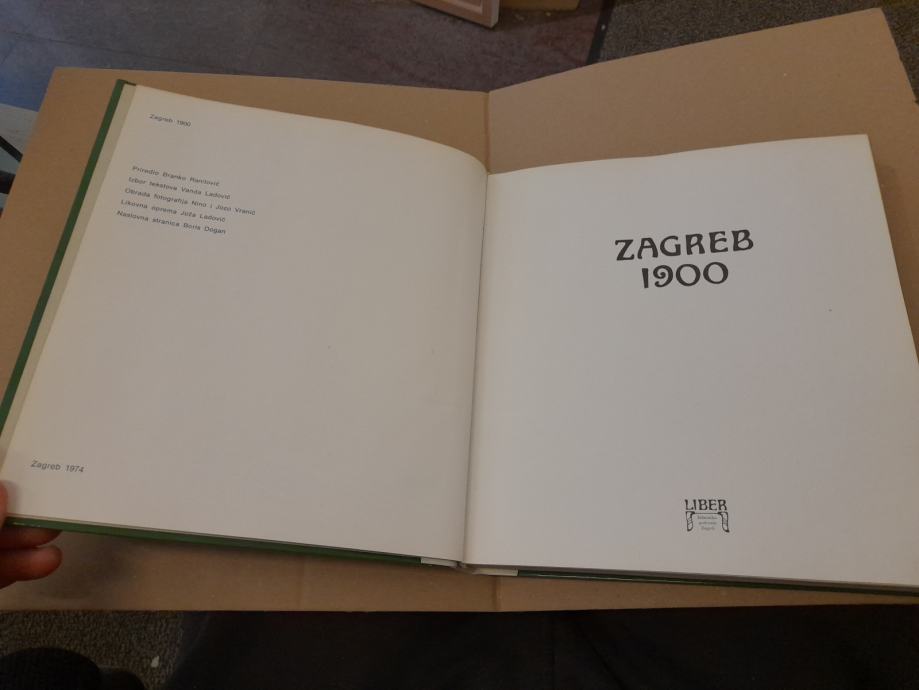 Zagreb 1900
Priredio Branko Ranitović
Izbor tekstova Vanda Ladović
Obrada fotografija Nino i Jozo Vranić
Likovna oprema Joža Ladović
Naslovna stranica Boris Dogan
Zagreb 1974
ZAGREB
1900
LIBER
Zagreb